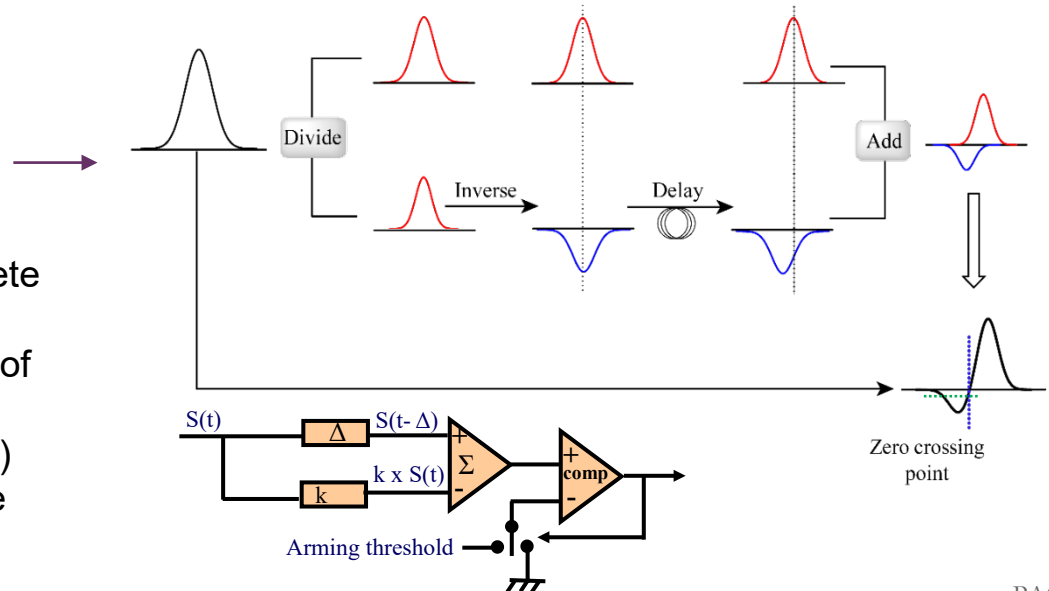 Divide
Inverse
Delay
Add
ete
of
)
e
Zero crossing
point
S(t)
Δ
S(t- Δ)
k
k x S(t)
+
Σ
-
+
comp
-
Arming threshold